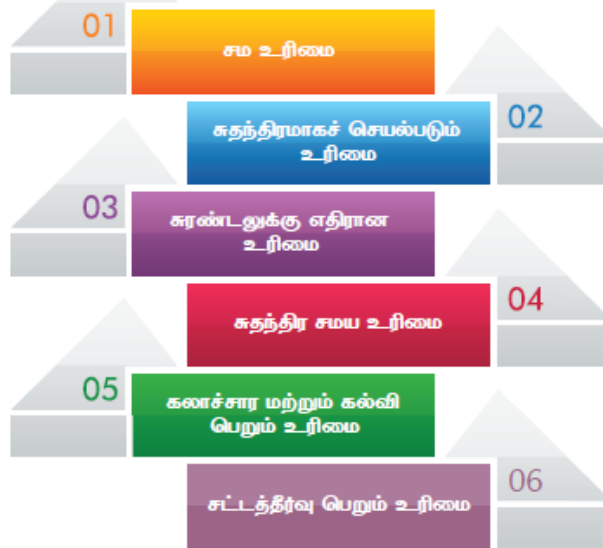 01
சம உரிமை
சுதந்திரமாகச் செயல்படும்
உரிமை
02
03
சுரண்டலுக்கு எதிரான
உரிமை
சுதந்திர சமய உரிமை
04
05
கலாச்சார மற்றும் கல்வி
பெறும் உரிமை
சட்டத்தீர்வு பெறும் உரிமை
06